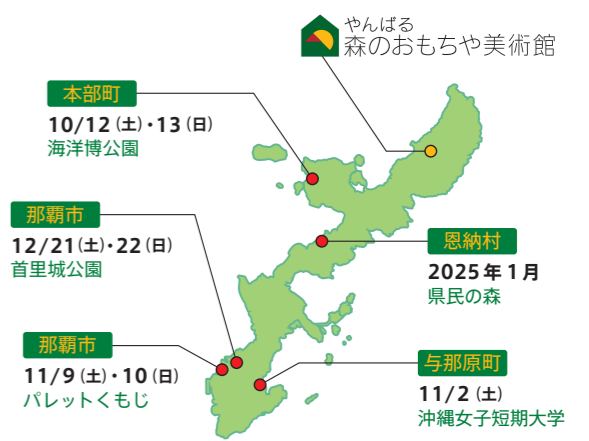 やんばる
森のおもちゃ美術館
本部町
10/12（土）・13（日）
海洋博公園
那覇市
12/21（土）・22（日）
首里城公園
恩納村
2025年1月
県民の森
那覇市
11/9（土）・10（日）
パレットくもじ
与那原町
11/2（土）
沖縄女子短期大学